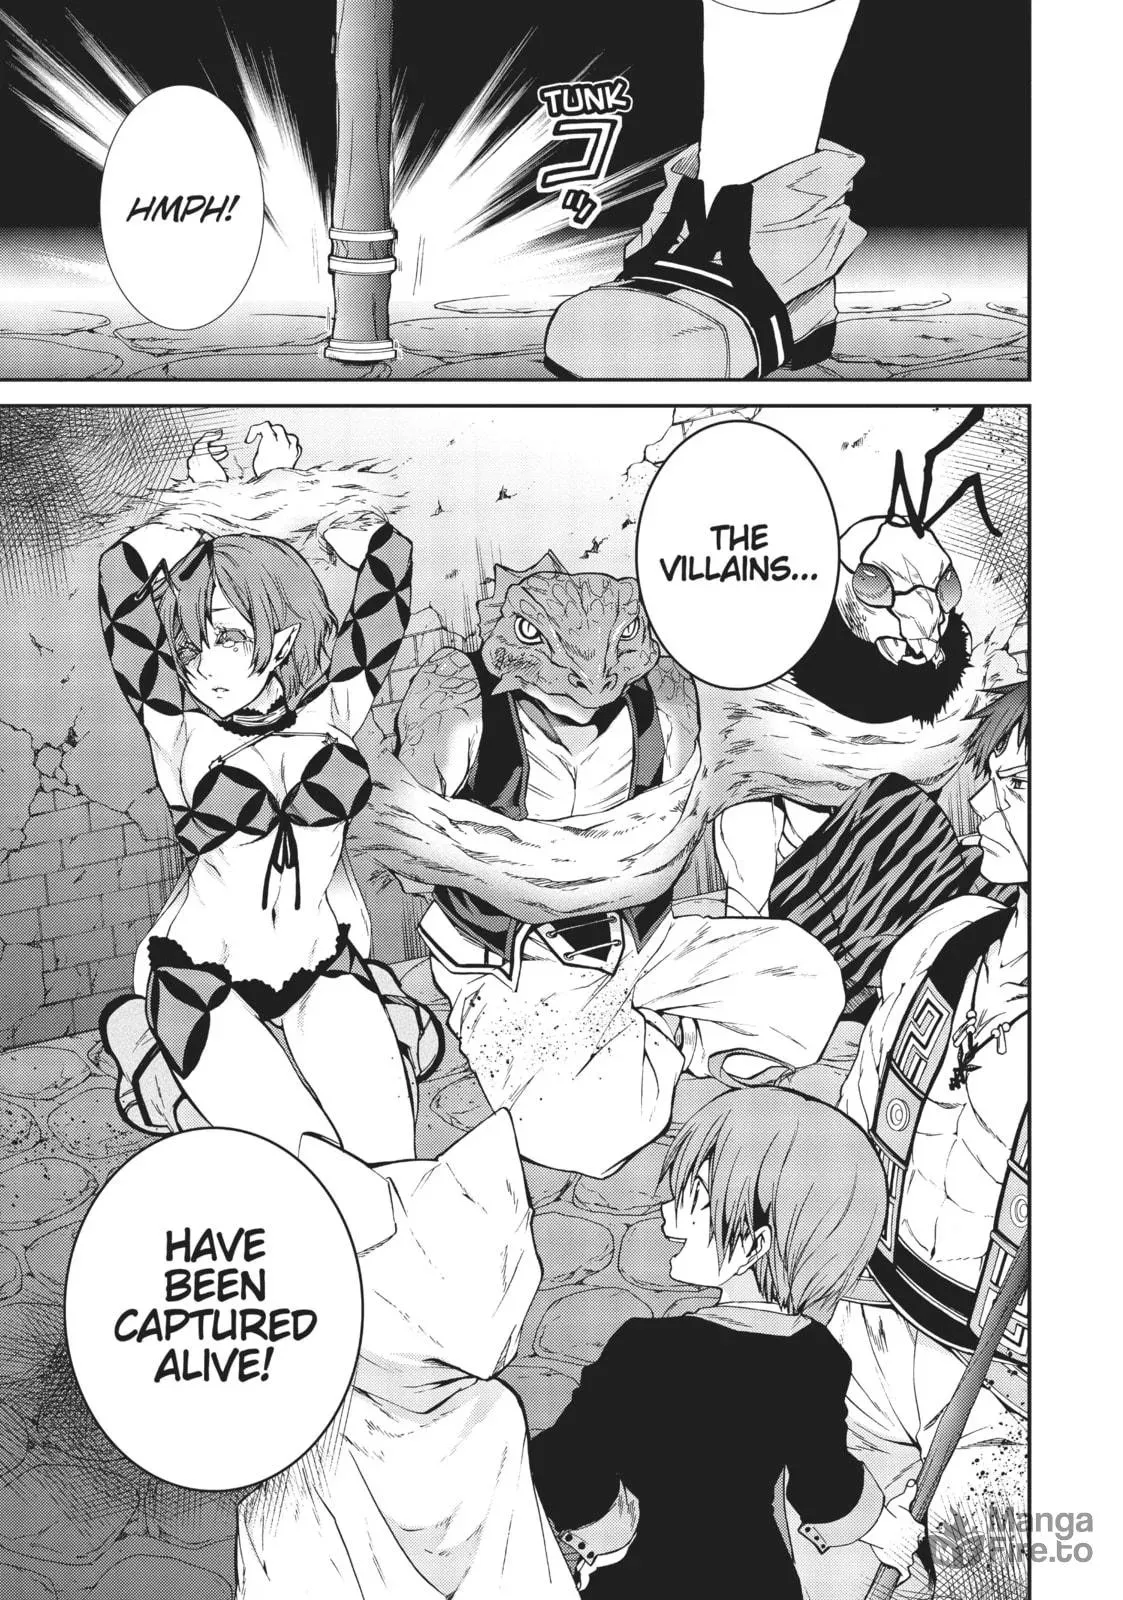 TUNK
コッ
HMPH!
THE
VILLAINS...
HAVE
BEEN
CAPTURED
ALIVE!
Manga
Fire.to